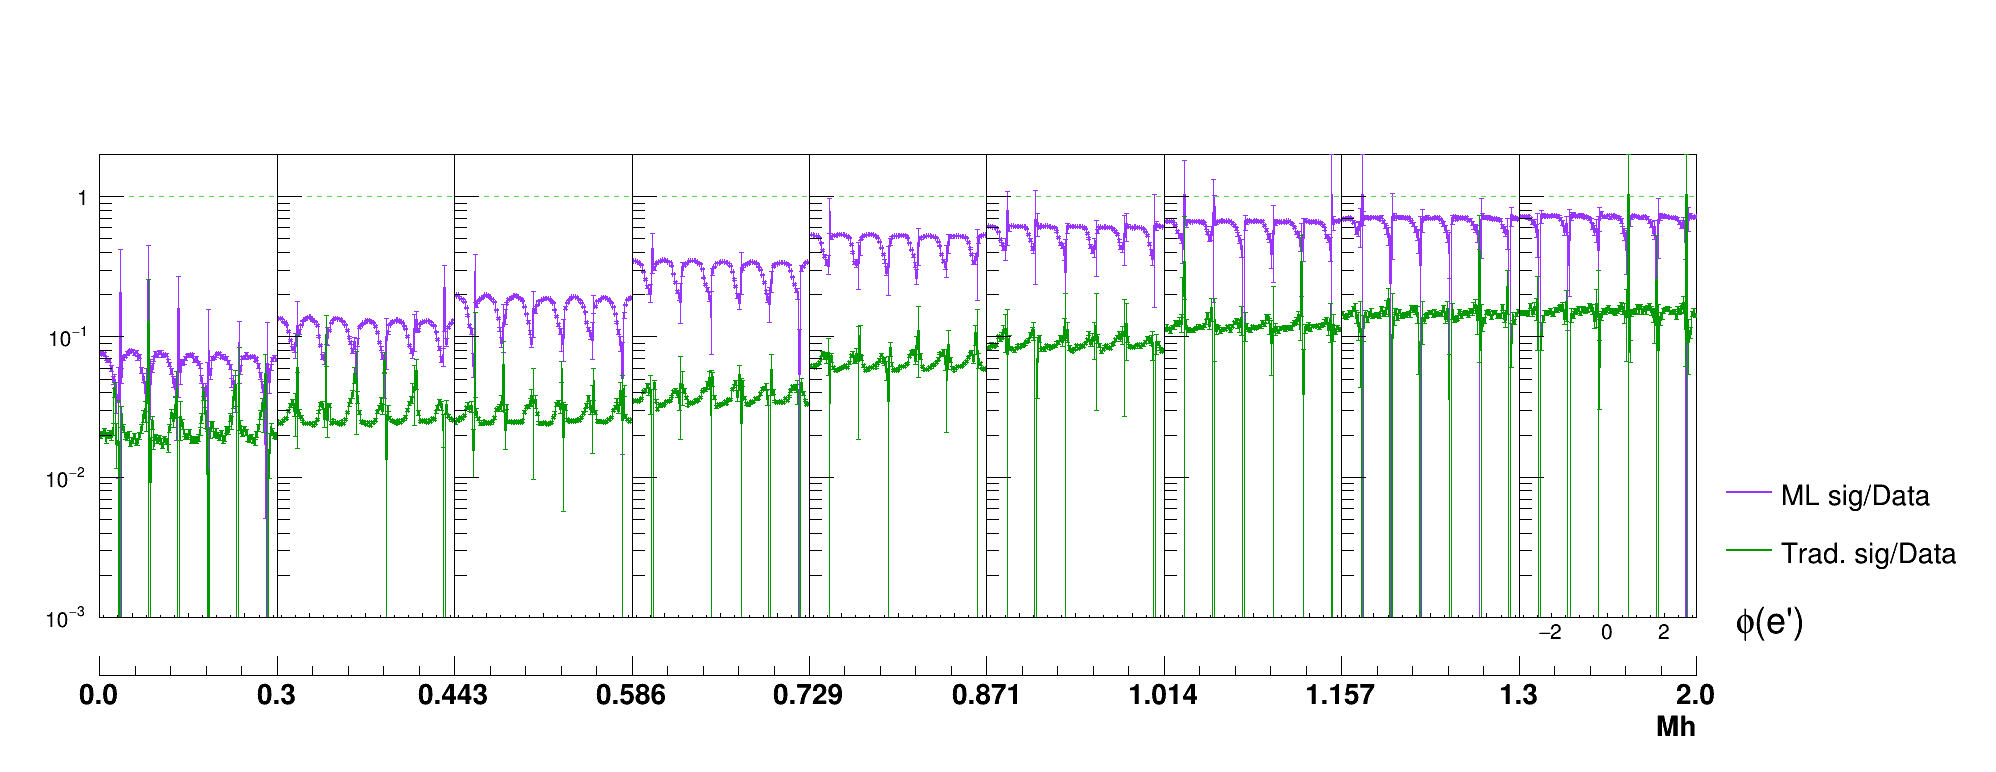 1
10⁻¹
10⁻²
10⁻³
ML sig/Data
Trad. sig/Data
−2 0 2
ϕ(e')
0.0 0.3 0.443 0.586 0.729 0.871 1.014 1.157 1.3 2.0
Mh